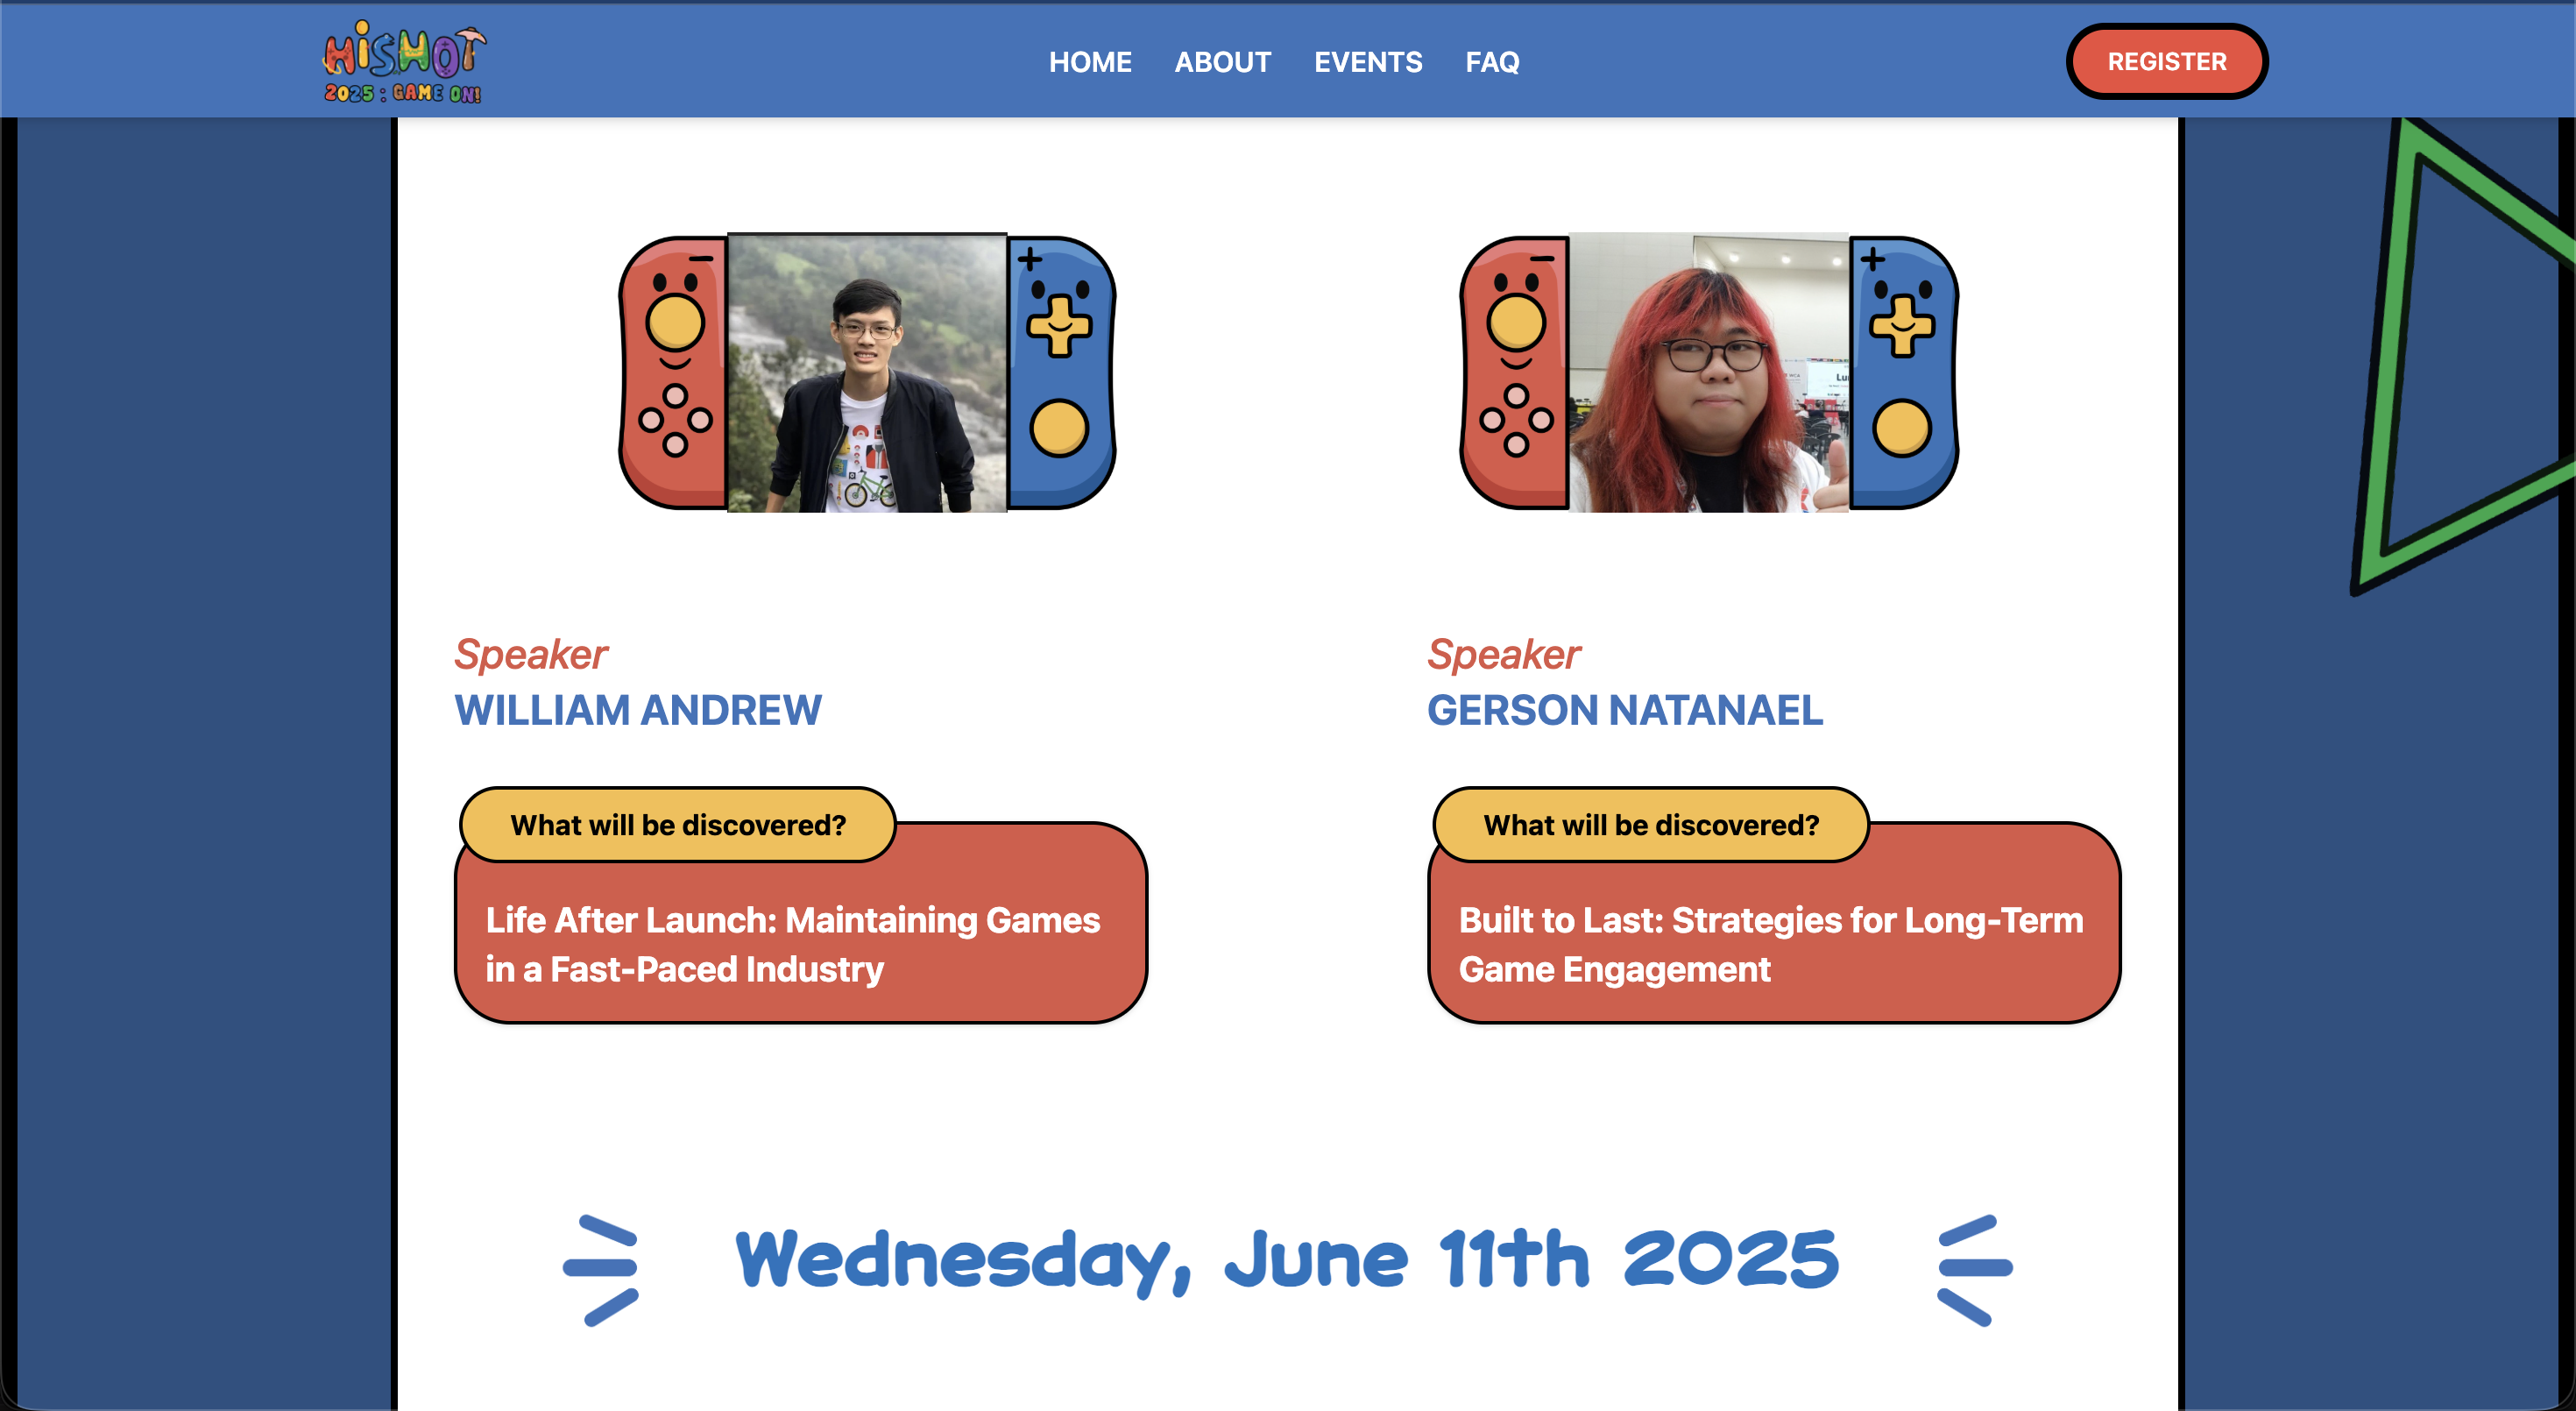 HISHOT
2025 : GAME ON!
HOME ABOUT EVENTS FAQ
REGISTER
Speaker
WILLIAM ANDREW
What will be discovered?
Life After Launch: Maintaining Games
in a Fast-Paced Industry
Speaker
GERSON NATANAEL
What will be discovered?
Built to Last: Strategies for Long-Term
Game Engagement
Wednesday, June 11th 2025